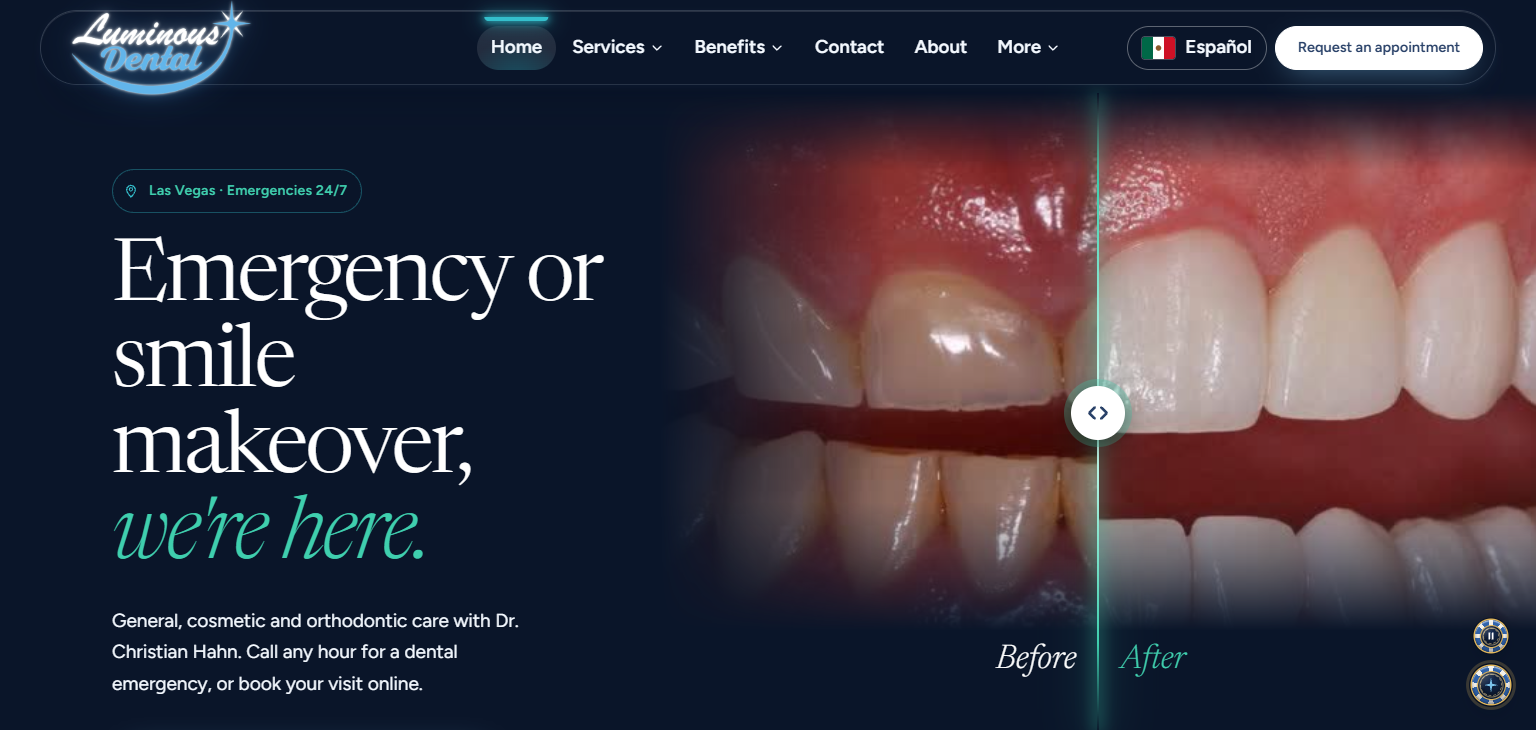 Luminous
Dental
Home Services Benefits Contact About More Español Request an appointment
Las Vegas · Emergencies 24/7
Emergency or
smile
makeover,
we're here.
General, cosmetic and orthodontic care with Dr.
Christian Hahn. Call any hour for a dental
emergency, or book your visit online.
Before After